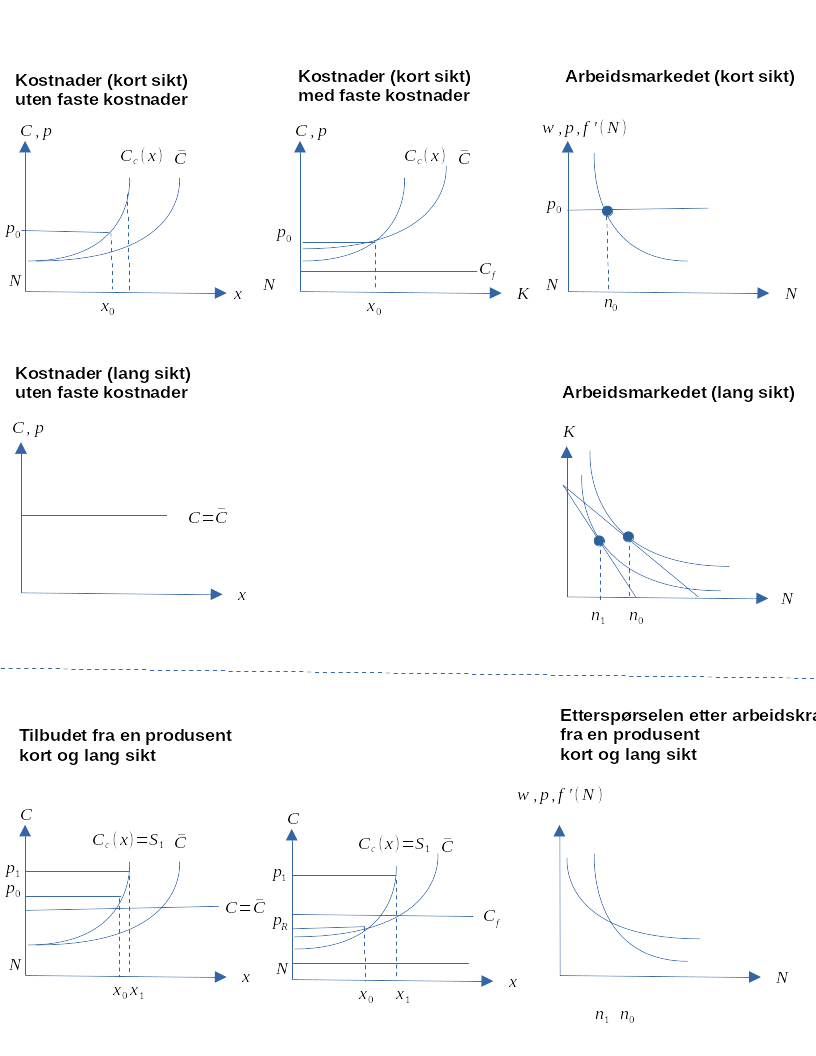 Kostnader (kort sikt)
uten faste kostnader
C , p
C_c(x) C̄
p_0
N
x
x_0
Kostnader (kort sikt)
med faste kostnader
C , p
C_c(x) C̄
p_0
C_f
N
K
x_0
Arbeidsmarkedet (kort sikt)
w , p , f '(N)
p_0
N
N
n_0
Kostnader (lang sikt)
uten faste kostnader
C , p
C=C̄
x
Arbeidsmarkedet (lang sikt)
K
N
n_1 n_0
Tilbudet fra en produsent
kort og lang sikt
C
C_c(x)=S_1 C̄
p_1
p_0
C=C̄
N
x
x_0 x_1
C
C_c(x)=S_1 C̄
p_1
C_f
p_R
N
x
x_0 x_1
Etterspørselen etter arbeidskra
fra en produsent
kort og lang sikt
w , p , f '(N)
N
n_1 n_0